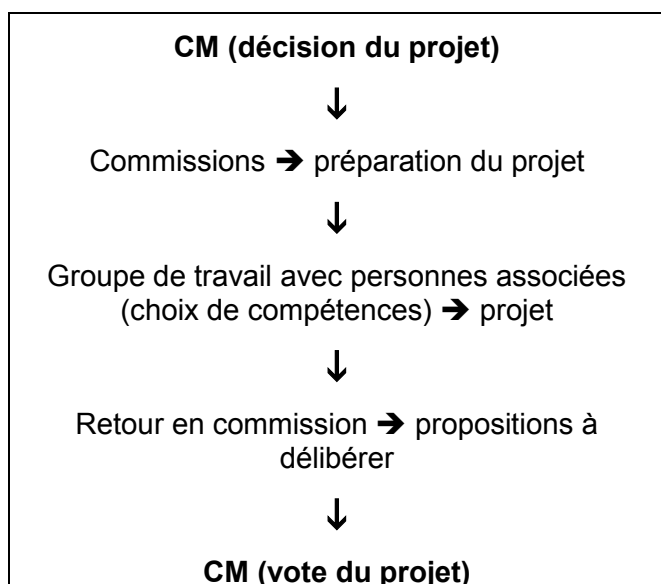 CM (décision du projet)
↓
Commissions ➔ préparation du projet
↓
Groupe de travail avec personnes associées
(choix de compétences) ➔ projet
↓
Retour en commission ➔ propositions à
délibérer
↓
CM (vote du projet)